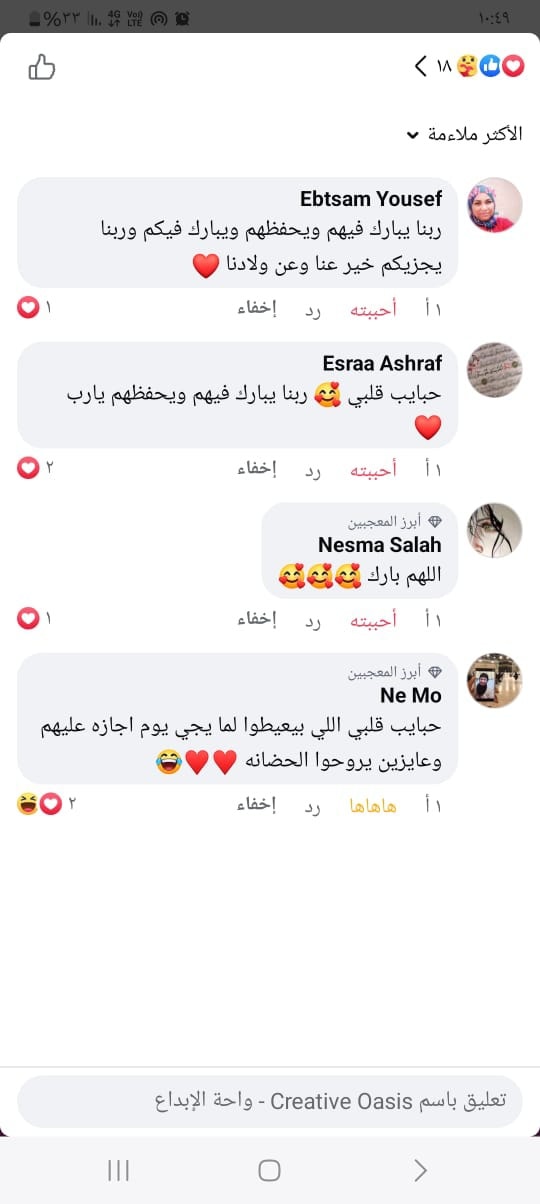 ١٠:٤٩
٢٣%
4G
Vo) LTE
١٨
الأكثر ملاءمة
Ebtsam Yousef
ربنا يبارك فيهم ويحفظهم ويبارك فيكم وربنا
يجزيكم خير عنا وعن ولادنا ❤️
١ أ أحببته رد إخفاء ١
Esraa Ashraf
حبايب قلبي 🥰 ربنا يبارك فيهم ويحفظهم يارب
❤️
١ أ أحببته رد إخفاء ٢
أبرز المعجبين
Nesma Salah
اللهم بارك 🥰🥰🥰
١ أ أحببته رد إخفاء ١
أبرز المعجبين
Ne Mo
حبايب قلبي اللي بيعيطوا لما يجي يوم اجازه عليهم
وعايزين يروحوا الحضانه ❤️❤️😂
١ أ هاهاها رد إخفاء ٢
تعليق باسم Creative Oasis - واحة الإبداع